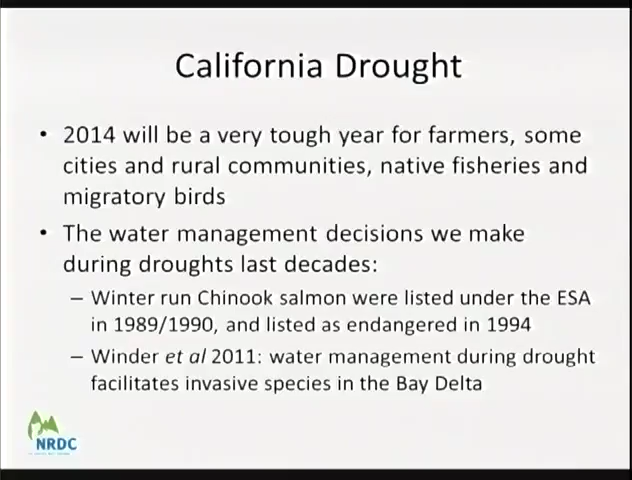 California Drought
• 2014 will be a very tough year for farmers, some
cities and rural communities, native fisheries and
migratory birds
• The water management decisions we make
during droughts last decades:
– Winter run Chinook salmon were listed under the ESA
in 1989/1990, and listed as endangered in 1994
– Winder et al 2011: water management during drought
facilitates invasive species in the Bay Delta
NRDC